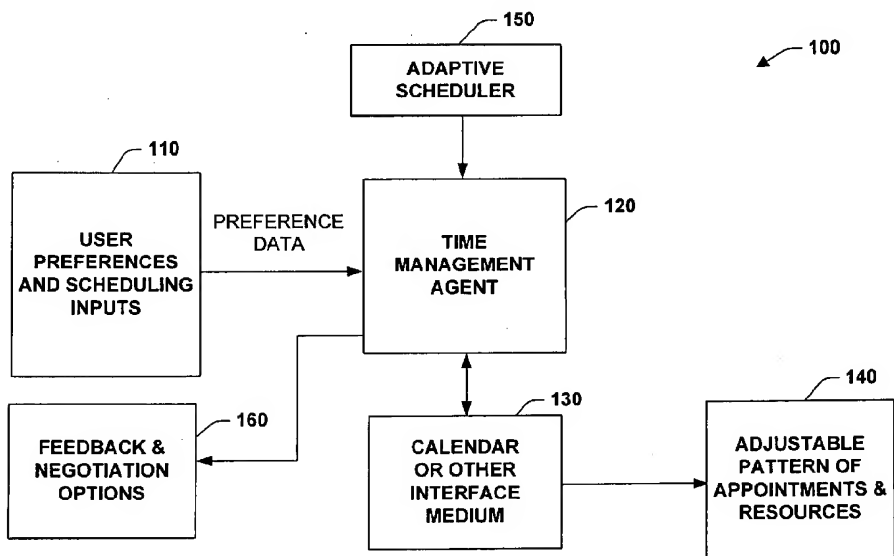 150
ADAPTIVE
SCHEDULER
100
110
USER
PREFERENCES
AND SCHEDULING
INPUTS
PREFERENCE
DATA
120
TIME
MANAGEMENT
AGENT
160
FEEDBACK &
NEGOTIATION
OPTIONS
130
CALENDAR
OR OTHER
INTERFACE
MEDIUM
140
ADJUSTABLE
PATTERN OF
APPOINTMENTS &
RESOURCES